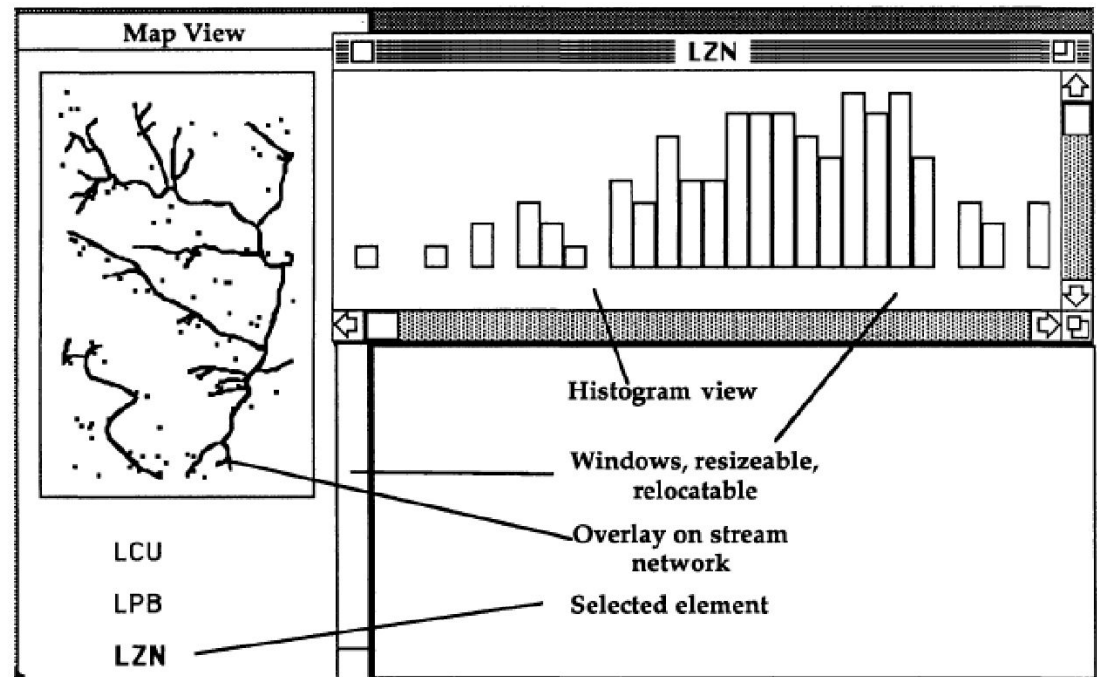 Map View
LZN
Histogram view
Windows, resizeable,
relocatable
Overlay on stream
network
Selected element
LCU
LPB
LZN